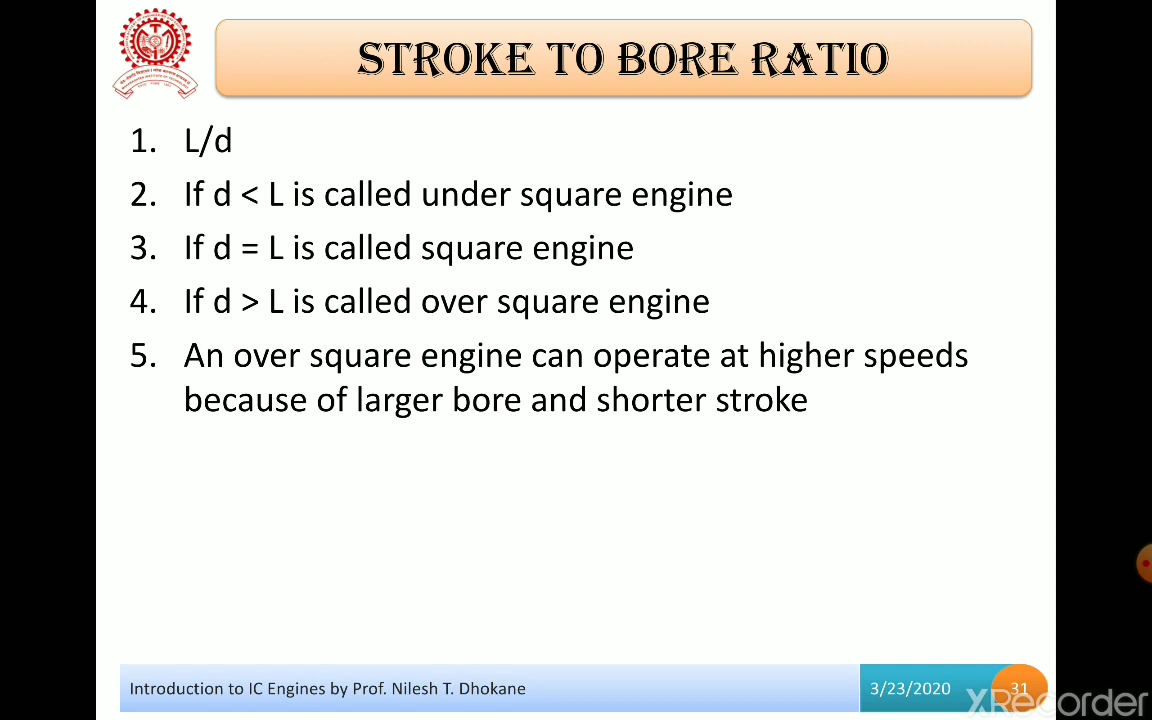 STROKE TO BORE RATIO
1. L/d
2. If d < L is called under square engine
3. If d = L is called square engine
4. If d > L is called over square engine
5. An over square engine can operate at higher speeds
because of larger bore and shorter stroke
Introduction to IC Engines by Prof. Nilesh T. Dhokane
3/23/2020
31
XRecorder